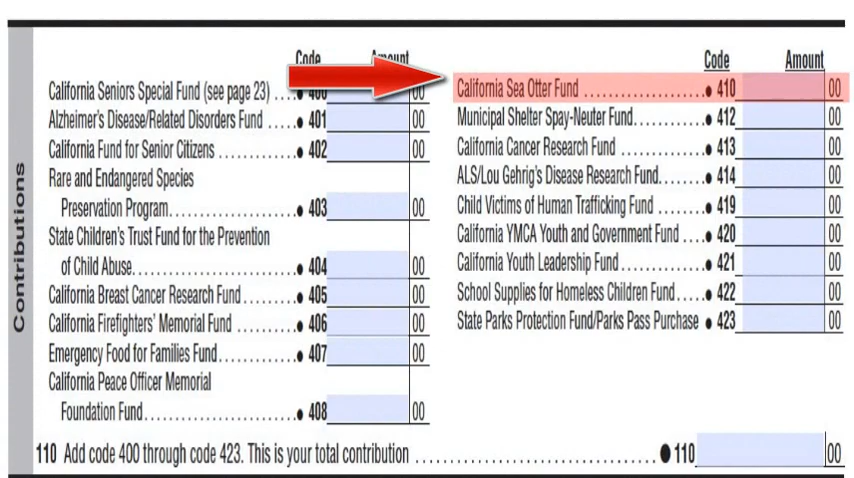 Contributions
Code Amount
California Seniors Special Fund (see page 23) ....● 400 00
Alzheimer's Disease/Related Disorders Fund .....● 401 00
California Fund for Senior Citizens .............● 402 00
Rare and Endangered Species
Preservation Program.....................● 403 00
State Children's Trust Fund for the Prevention
of Child Abuse...........................● 404 00
California Breast Cancer Research Fund.........● 405 00
California Firefighters' Memorial Fund ..........● 406 00
Emergency Food for Families Fund.............● 407 00
California Peace Officer Memorial
Foundation Fund.........................● 408 00
Code Amount
California Sea Otter Fund ....................● 410 00
Municipal Shelter Spay-Neuter Fund............● 412 00
California Cancer Research Fund ..............● 413 00
ALS/Lou Gehrig's Disease Research Fund........● 414 00
Child Victims of Human Trafficking Fund ........● 419 00
California YMCA Youth and Government Fund ....● 420 00
California Youth Leadership Fund ..............● 421 00
School Supplies for Homeless Children Fund.....● 422 00
State Parks Protection Fund/Parks Pass Purchase ● 423 00
110 Add code 400 through code 423. This is your total contribution ................................● 110 00